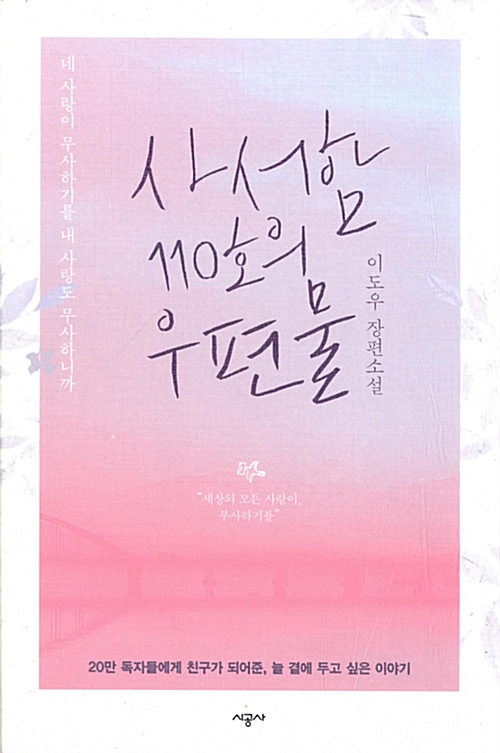 네 사랑이 무사하기를 내 사랑도 무사하니까
사서함
110호의
우편물
이도우 장편소설
"세상의 모든 사랑이,
무사하기를"
20만 독자들에게 친구가 되어준, 늘 곁에 두고 싶은 이야기
시공사